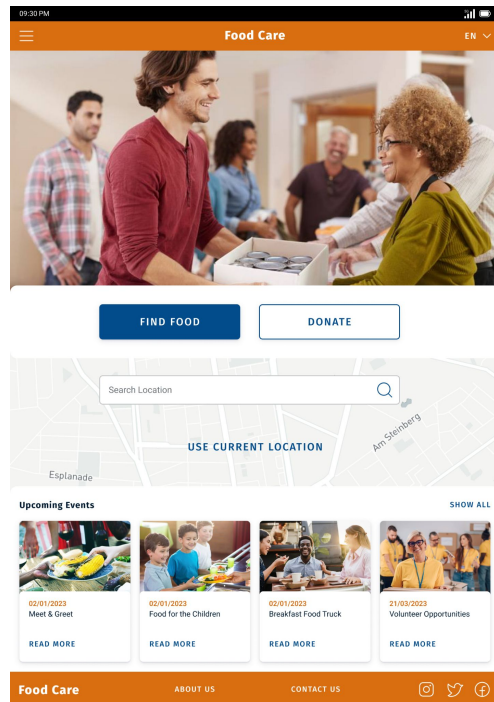 09:30 PM
Food Care
EN
FIND FOOD
DONATE
Search Location
USE CURRENT LOCATION
Am Steinberg
Esplanade
Upcoming Events
SHOW ALL
02/01/2023
Meet & Greet
READ MORE
02/01/2023
Food for the Children
READ MORE
02/01/2023
Breakfast Food Truck
READ MORE
21/03/2023
Volunteer Opportunities
READ MORE
Food Care
ABOUT US
CONTACT US